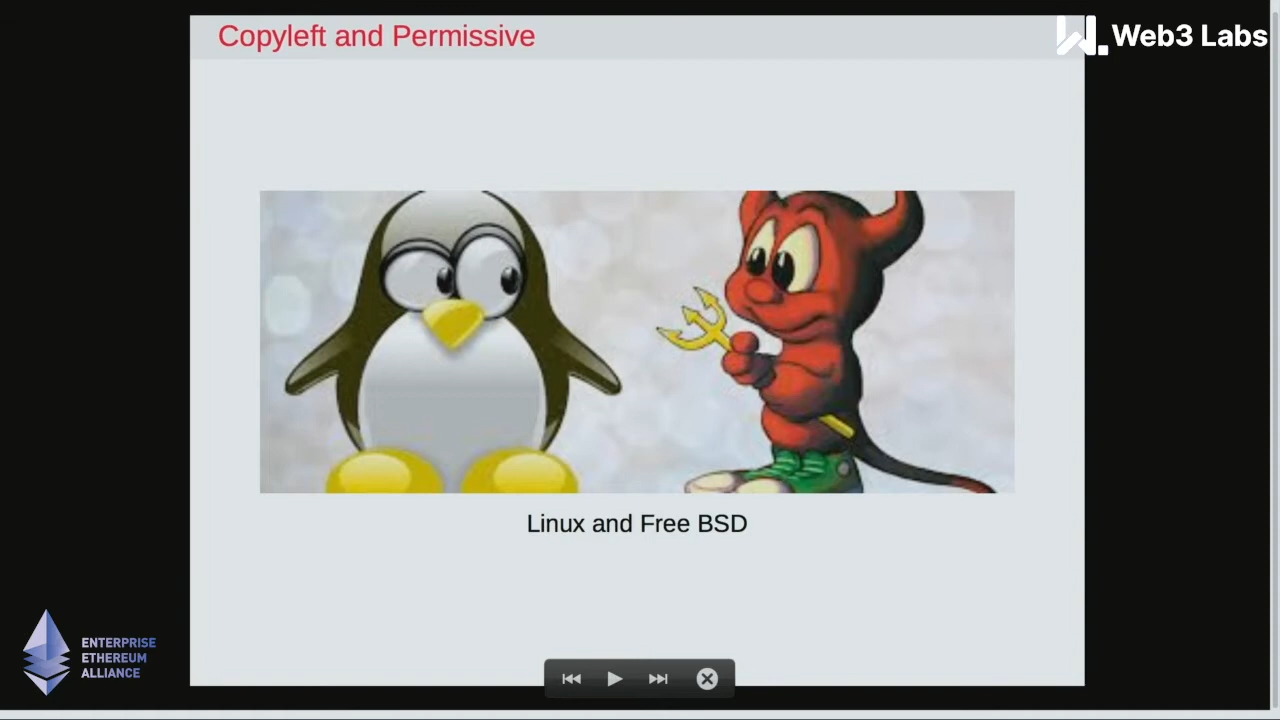 Copyleft and Permissive
Web3 Labs
Linux and Free BSD
ENTERPRISE
ETHEREUM
ALLIANCE